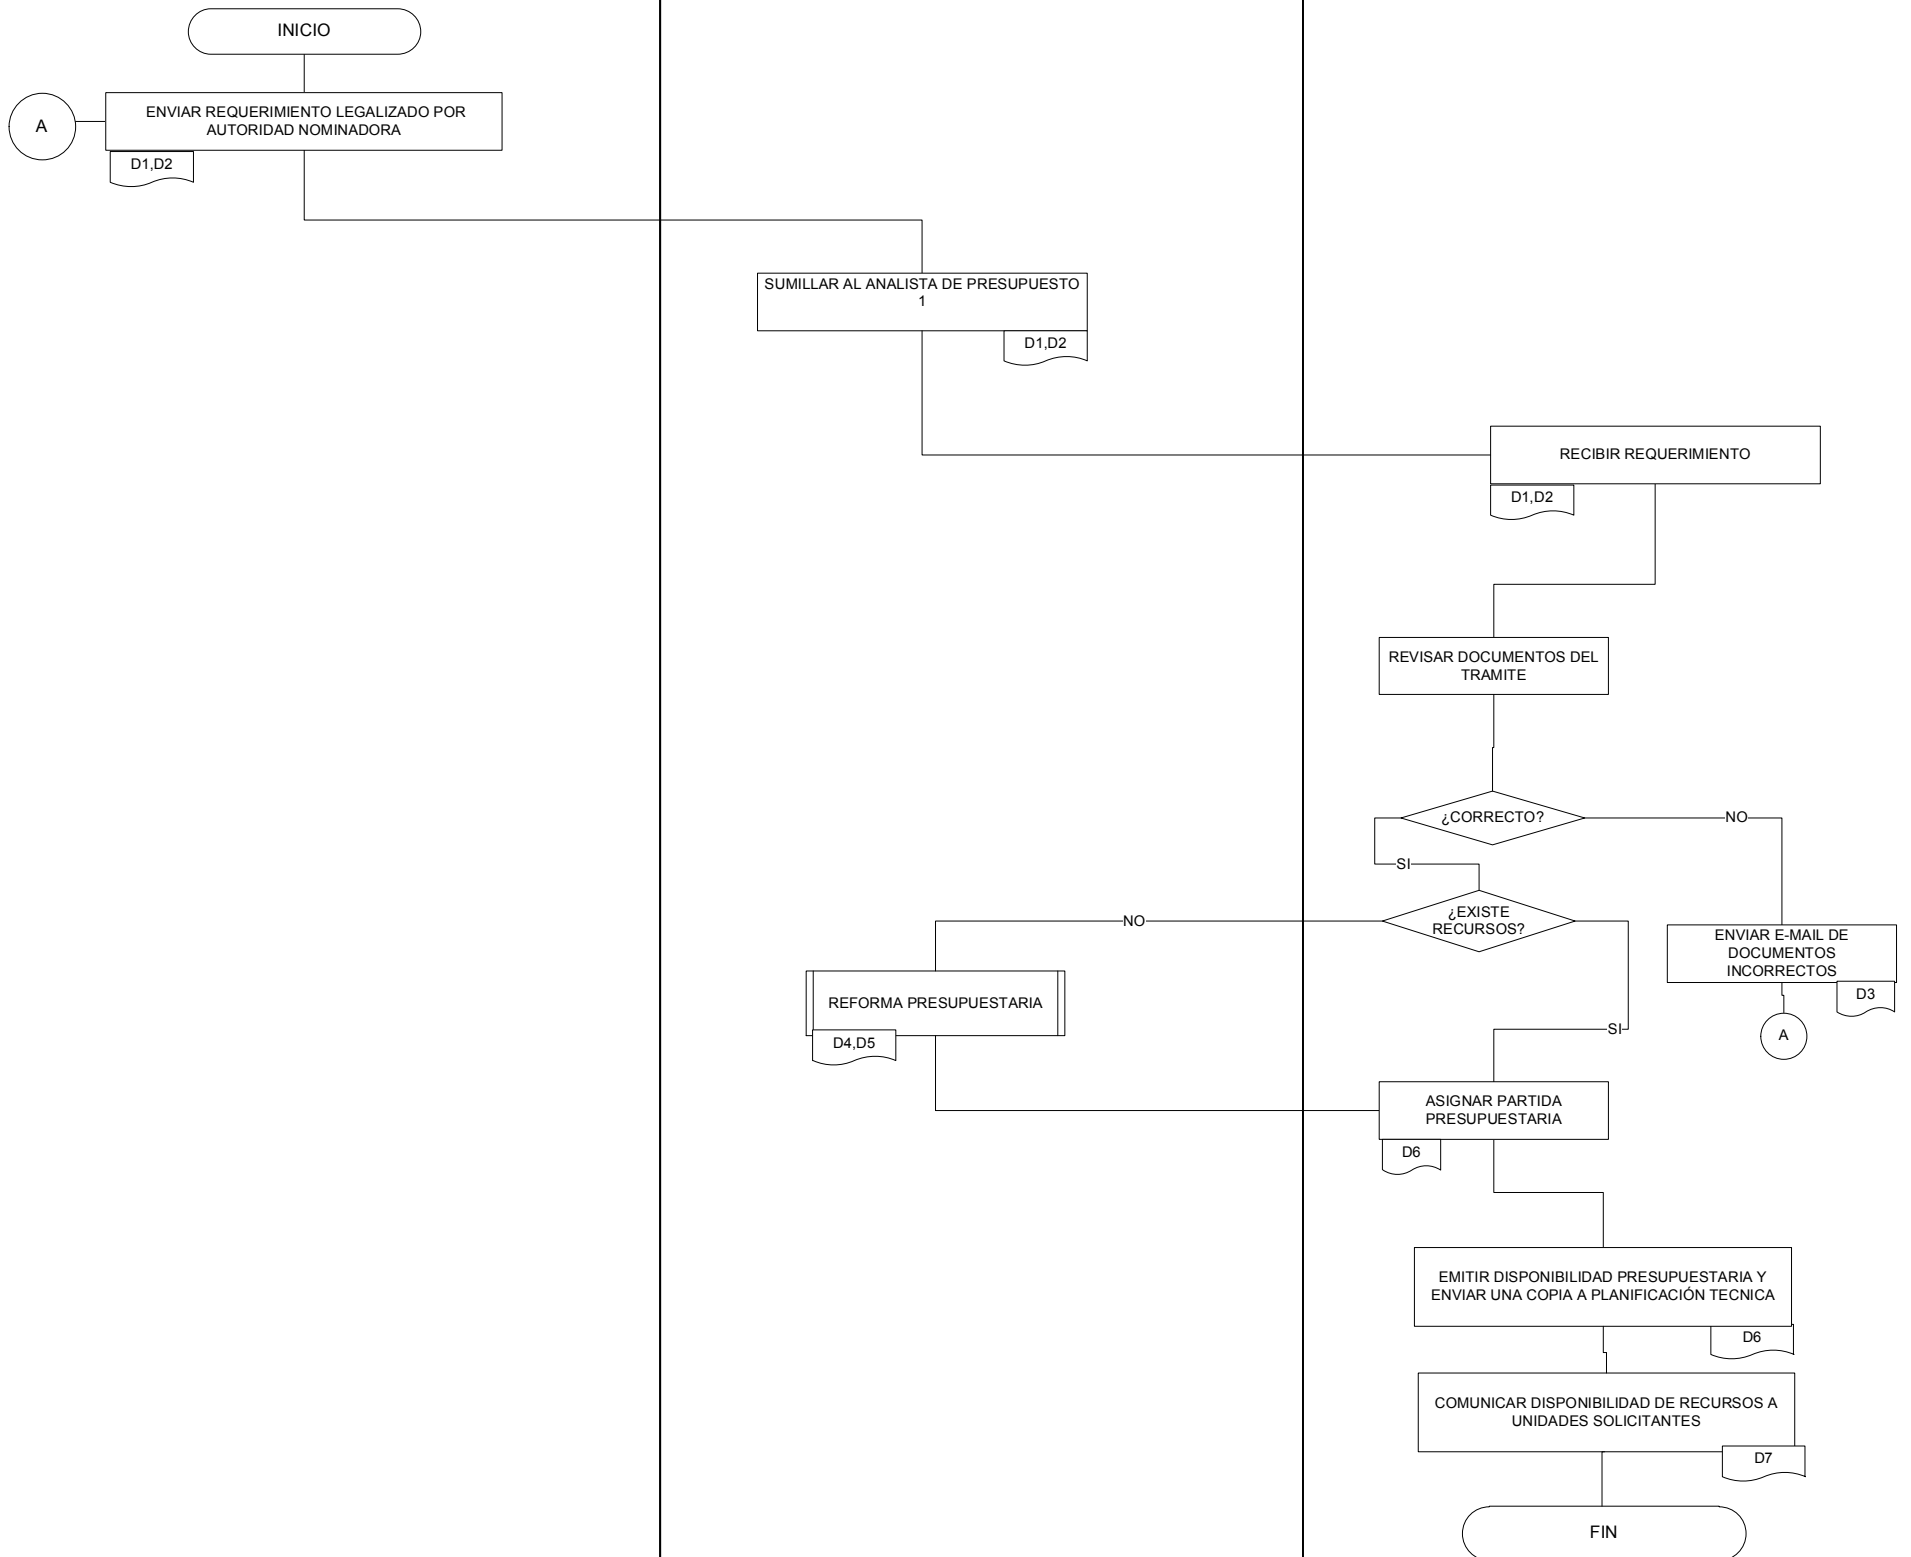 INICIO
A
ENVIAR REQUERIMIENTO LEGALIZADO POR
AUTORIDAD NOMINADORA
D1,D2
SUMILLAR AL ANALISTA DE PRESUPUESTO
1
D1,D2
RECIBIR REQUERIMIENTO
D1,D2
REVISAR DOCUMENTOS DEL
TRAMITE
¿CORRECTO?
NO
SI
¿EXISTE
RECURSOS?
NO
ENVIAR E-MAIL DE
DOCUMENTOS
INCORRECTOS
D3
A
REFORMA PRESUPUESTARIA
D4,D5
SI
ASIGNAR PARTIDA
PRESUPUESTARIA
D6
EMITIR DISPONIBILIDAD PRESUPUESTARIA Y
ENVIAR UNA COPIA A PLANIFICACIÓN TECNICA
D6
COMUNICAR DISPONIBILIDAD DE RECURSOS A
UNIDADES SOLICITANTES
D7
FIN